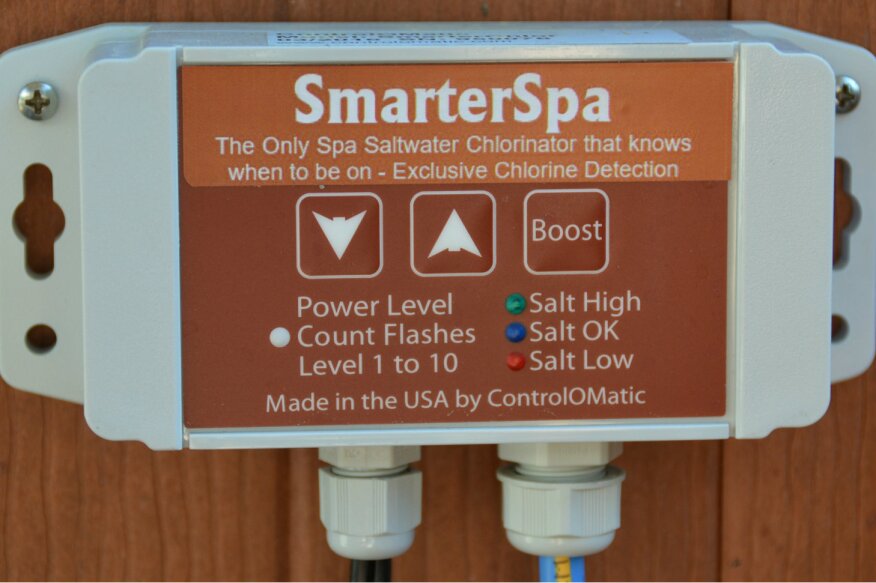 SmarterSpa
The Only Spa Saltwater Chlorinator that knows
when to be on - Exclusive Chlorine Detection
Boost
Power Level
Count Flashes
Level 1 to 10
Salt High
Salt OK
Salt Low
Made in the USA by ControlOMatic